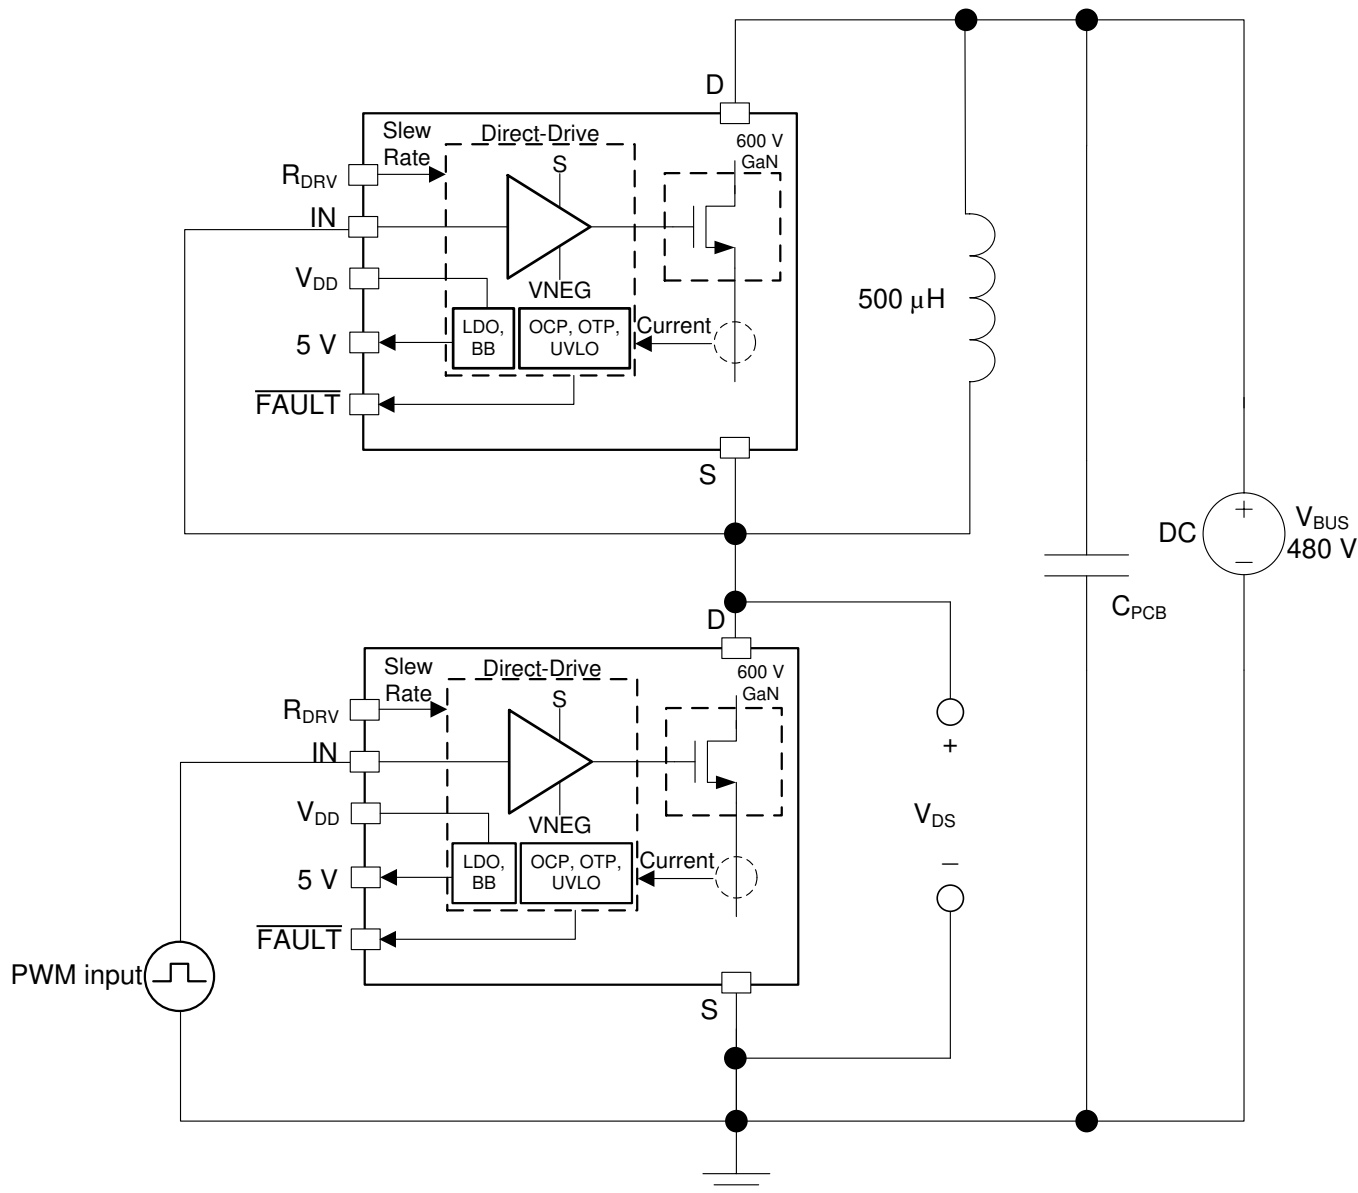 D
Slew
Rate
Direct-Drive
600 V
GaN
S
RDRV
IN
VDD
VNEG
500 μH
LDO,
BB
OCP, OTP,
UVLO
Current
5 V
FAULT
S
DC
+
−
VBUS
480 V
CPCB
D
Slew
Rate
Direct-Drive
600 V
GaN
S
RDRV
IN
+
VDD
VNEG
VDS
LDO,
BB
OCP, OTP,
UVLO
Current
−
5 V
FAULT
PWM input
S